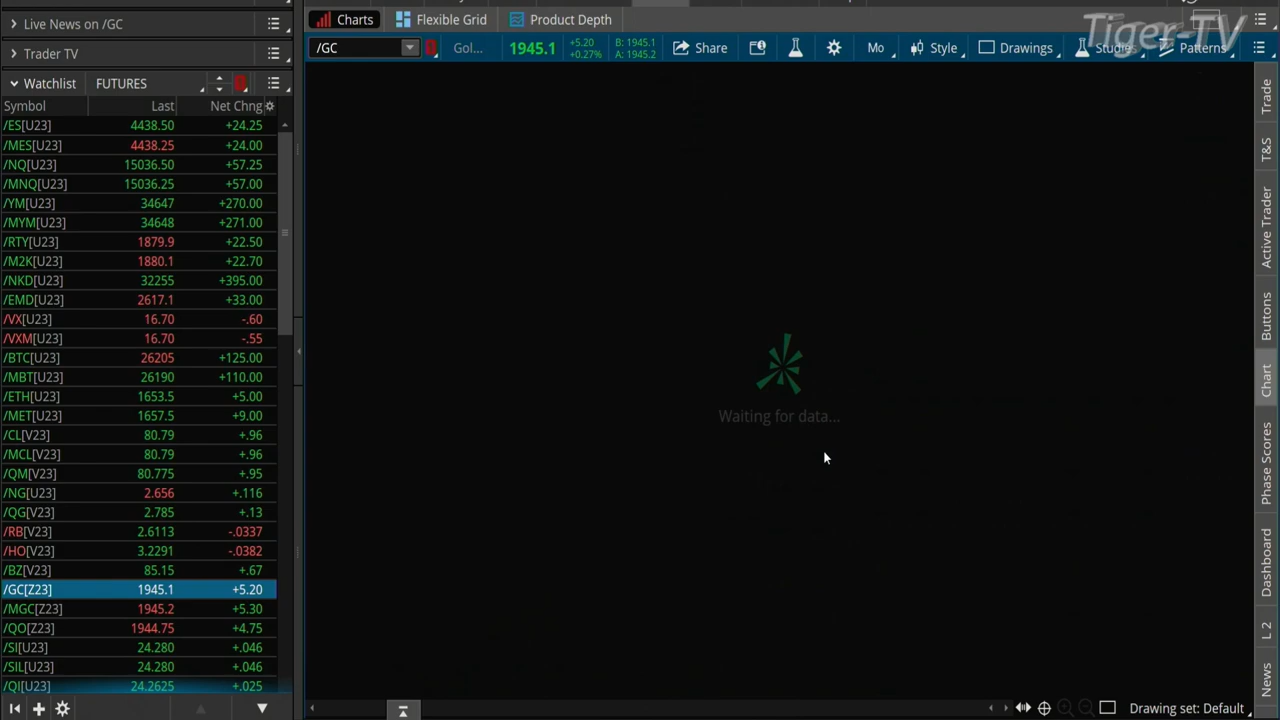 Live News on /GC
Trader TV
Watchlist FUTURES
Symbol Last Net Chng
/ES[U23] 4438.50 +24.25
/MES[U23] 4438.25 +24.00
/NQ[U23] 15036.50 +57.25
/MNQ[U23] 15036.25 +57.00
/YM[U23] 34647 +270.00
/MYM[U23] 34648 +271.00
/RTY[U23] 1879.9 +22.50
/M2K[U23] 1880.1 +22.70
/NKD[U23] 32255 +395.00
/EMD[U23] 2617.1 +33.00
/VX[U23] 16.70 -.60
/VXM[U23] 16.70 -.55
/BTC[U23] 26205 +125.00
/MBT[U23] 26190 +110.00
/ETH[U23] 1653.5 +5.00
/MET[U23] 1657.5 +9.00
/CL[V23] 80.79 +.96
/MCL[V23] 80.79 +.96
/QM[V23] 80.775 +.95
/NG[U23] 2.656 +.116
/QG[V23] 2.785 +.13
/RB[V23] 2.6113 -.0337
/HO[V23] 3.2291 -.0382
/BZ[V23] 85.15 +.67
/GC[Z23] 1945.1 +5.20
/MGC[Z23] 1945.2 +5.30
/QO[Z23] 1944.75 +4.75
/SI[U23] 24.280 +.046
/SIL[U23] 24.280 +.046
/QI[U23] 24.2625 +.025
Charts Flexible Grid Product Depth
Tiger-TV
/GC Gol... 1945.1 +5.20 B: 1945.1 Share Mo Style Drawings Studies Patterns
+0.27% A: 1945.2
Waiting for data...
Drawing set: Default
Trade
T&S
Active Trader
Buttons
Chart
Phase Scores
Dashboard
L 2
News